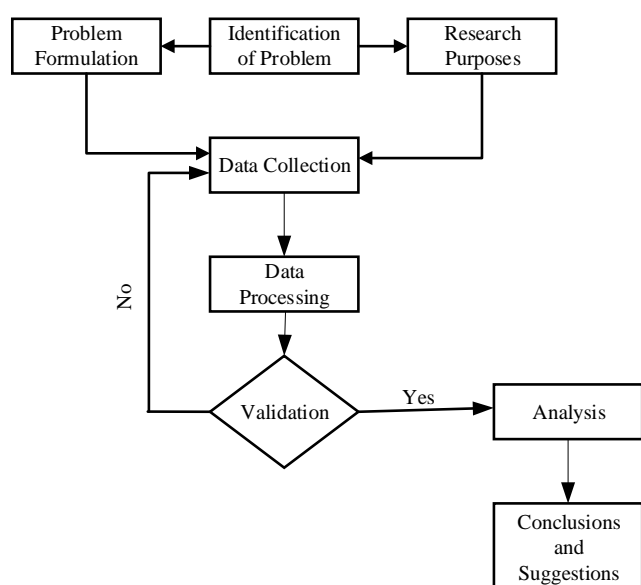 Problem
Formulation
Identification
of Problem
Research
Purposes
Data Collection
Data
Processing
No
Validation
Yes
Analysis
Conclusions
and
Suggestions